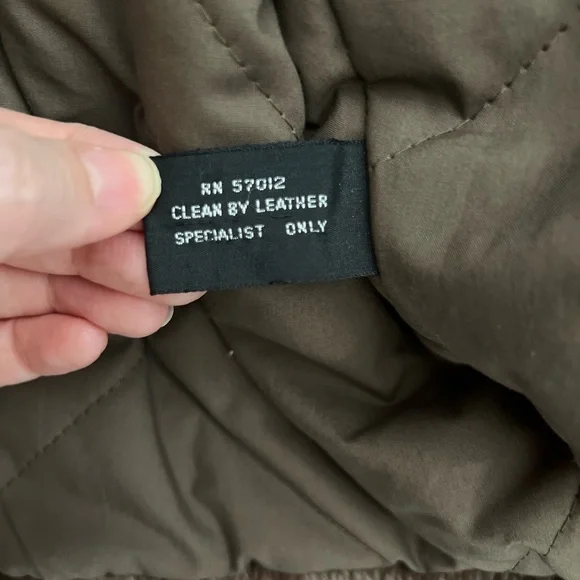 RN 57012
CLEAN BY LEATHER
SPECIALIST ONLY